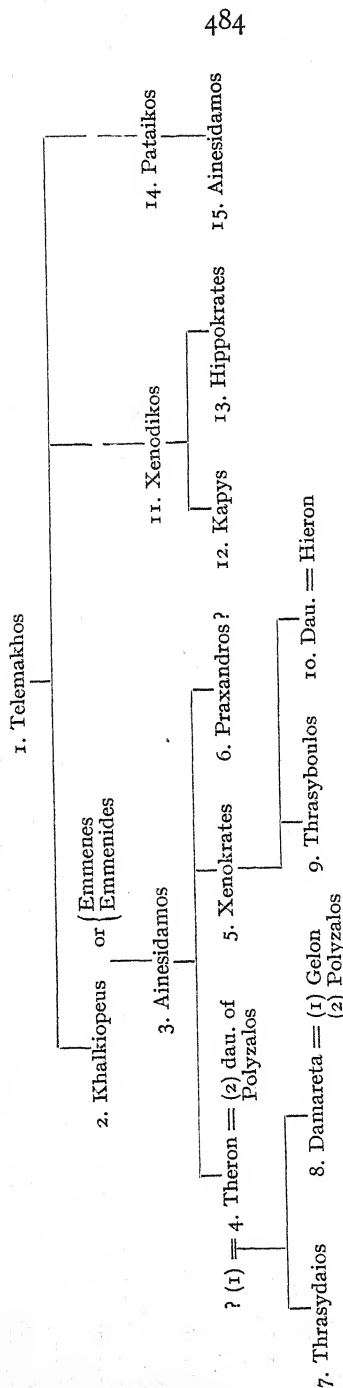 484
1. Telemakhos
2. Khalkiopeus or {Emmenes
Emmenides
11. Xenodikos
14. Pataikos
3. Ainesidamos
12. Kapys
13. Hippokrates
15. Ainesidamos
? (1) = 4. Theron = (2) dau. of
Polyzalos
5. Xenokrates
6. Praxandros ?
7. Thrasydaios
8. Damareta = (1) Gelon
(2) Polyzalos
9. Thrasyboulos
10. Dau. = Hieron